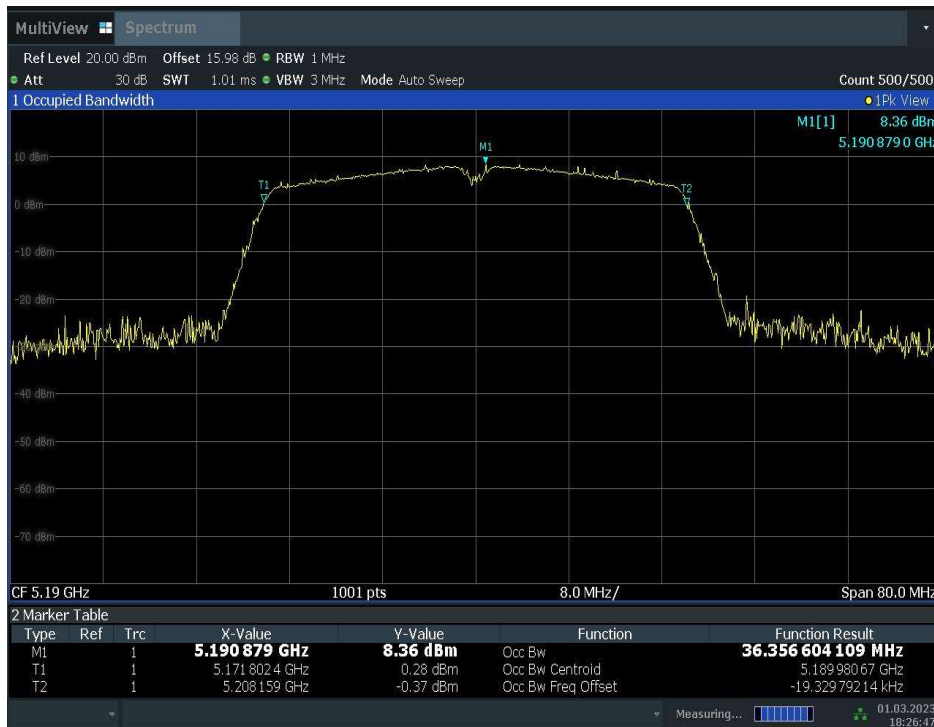 MultiView Spectrum
Ref Level 20.00 dBm Offset 15.98 dB RBW 1 MHz
Att 30 dB SWT 1.01 ms VBW 3 MHz Mode Auto Sweep Count 500/500
1 Occupied Bandwidth 1Pk View
M1[1] 8.36 dBm
5.190 879 0 GHz
10 dBm
M1
T1
T2
0 dBm
-10 dBm
-20 dBm
-40 dBm
-50 dBm
-60 dBm
-70 dBm
CF 5.19 GHz 1001 pts 8.0 MHz/ Span 80.0 MHz
2 Marker Table
Type Ref Trc X-Value Y-Value Function Function Result
M1 1 5.190 879 GHz 8.36 dBm Occ Bw 36.356 604 109 MHz
T1 1 5.171 802 4 GHz 0.28 dBm Occ Bw Centroid 5.189 980 67 GHz
T2 1 5.208 159 GHz -0.37 dBm Occ Bw Freq Offset -19.329 792 14 kHz
Measuring... 01.03.2023
18:26:47